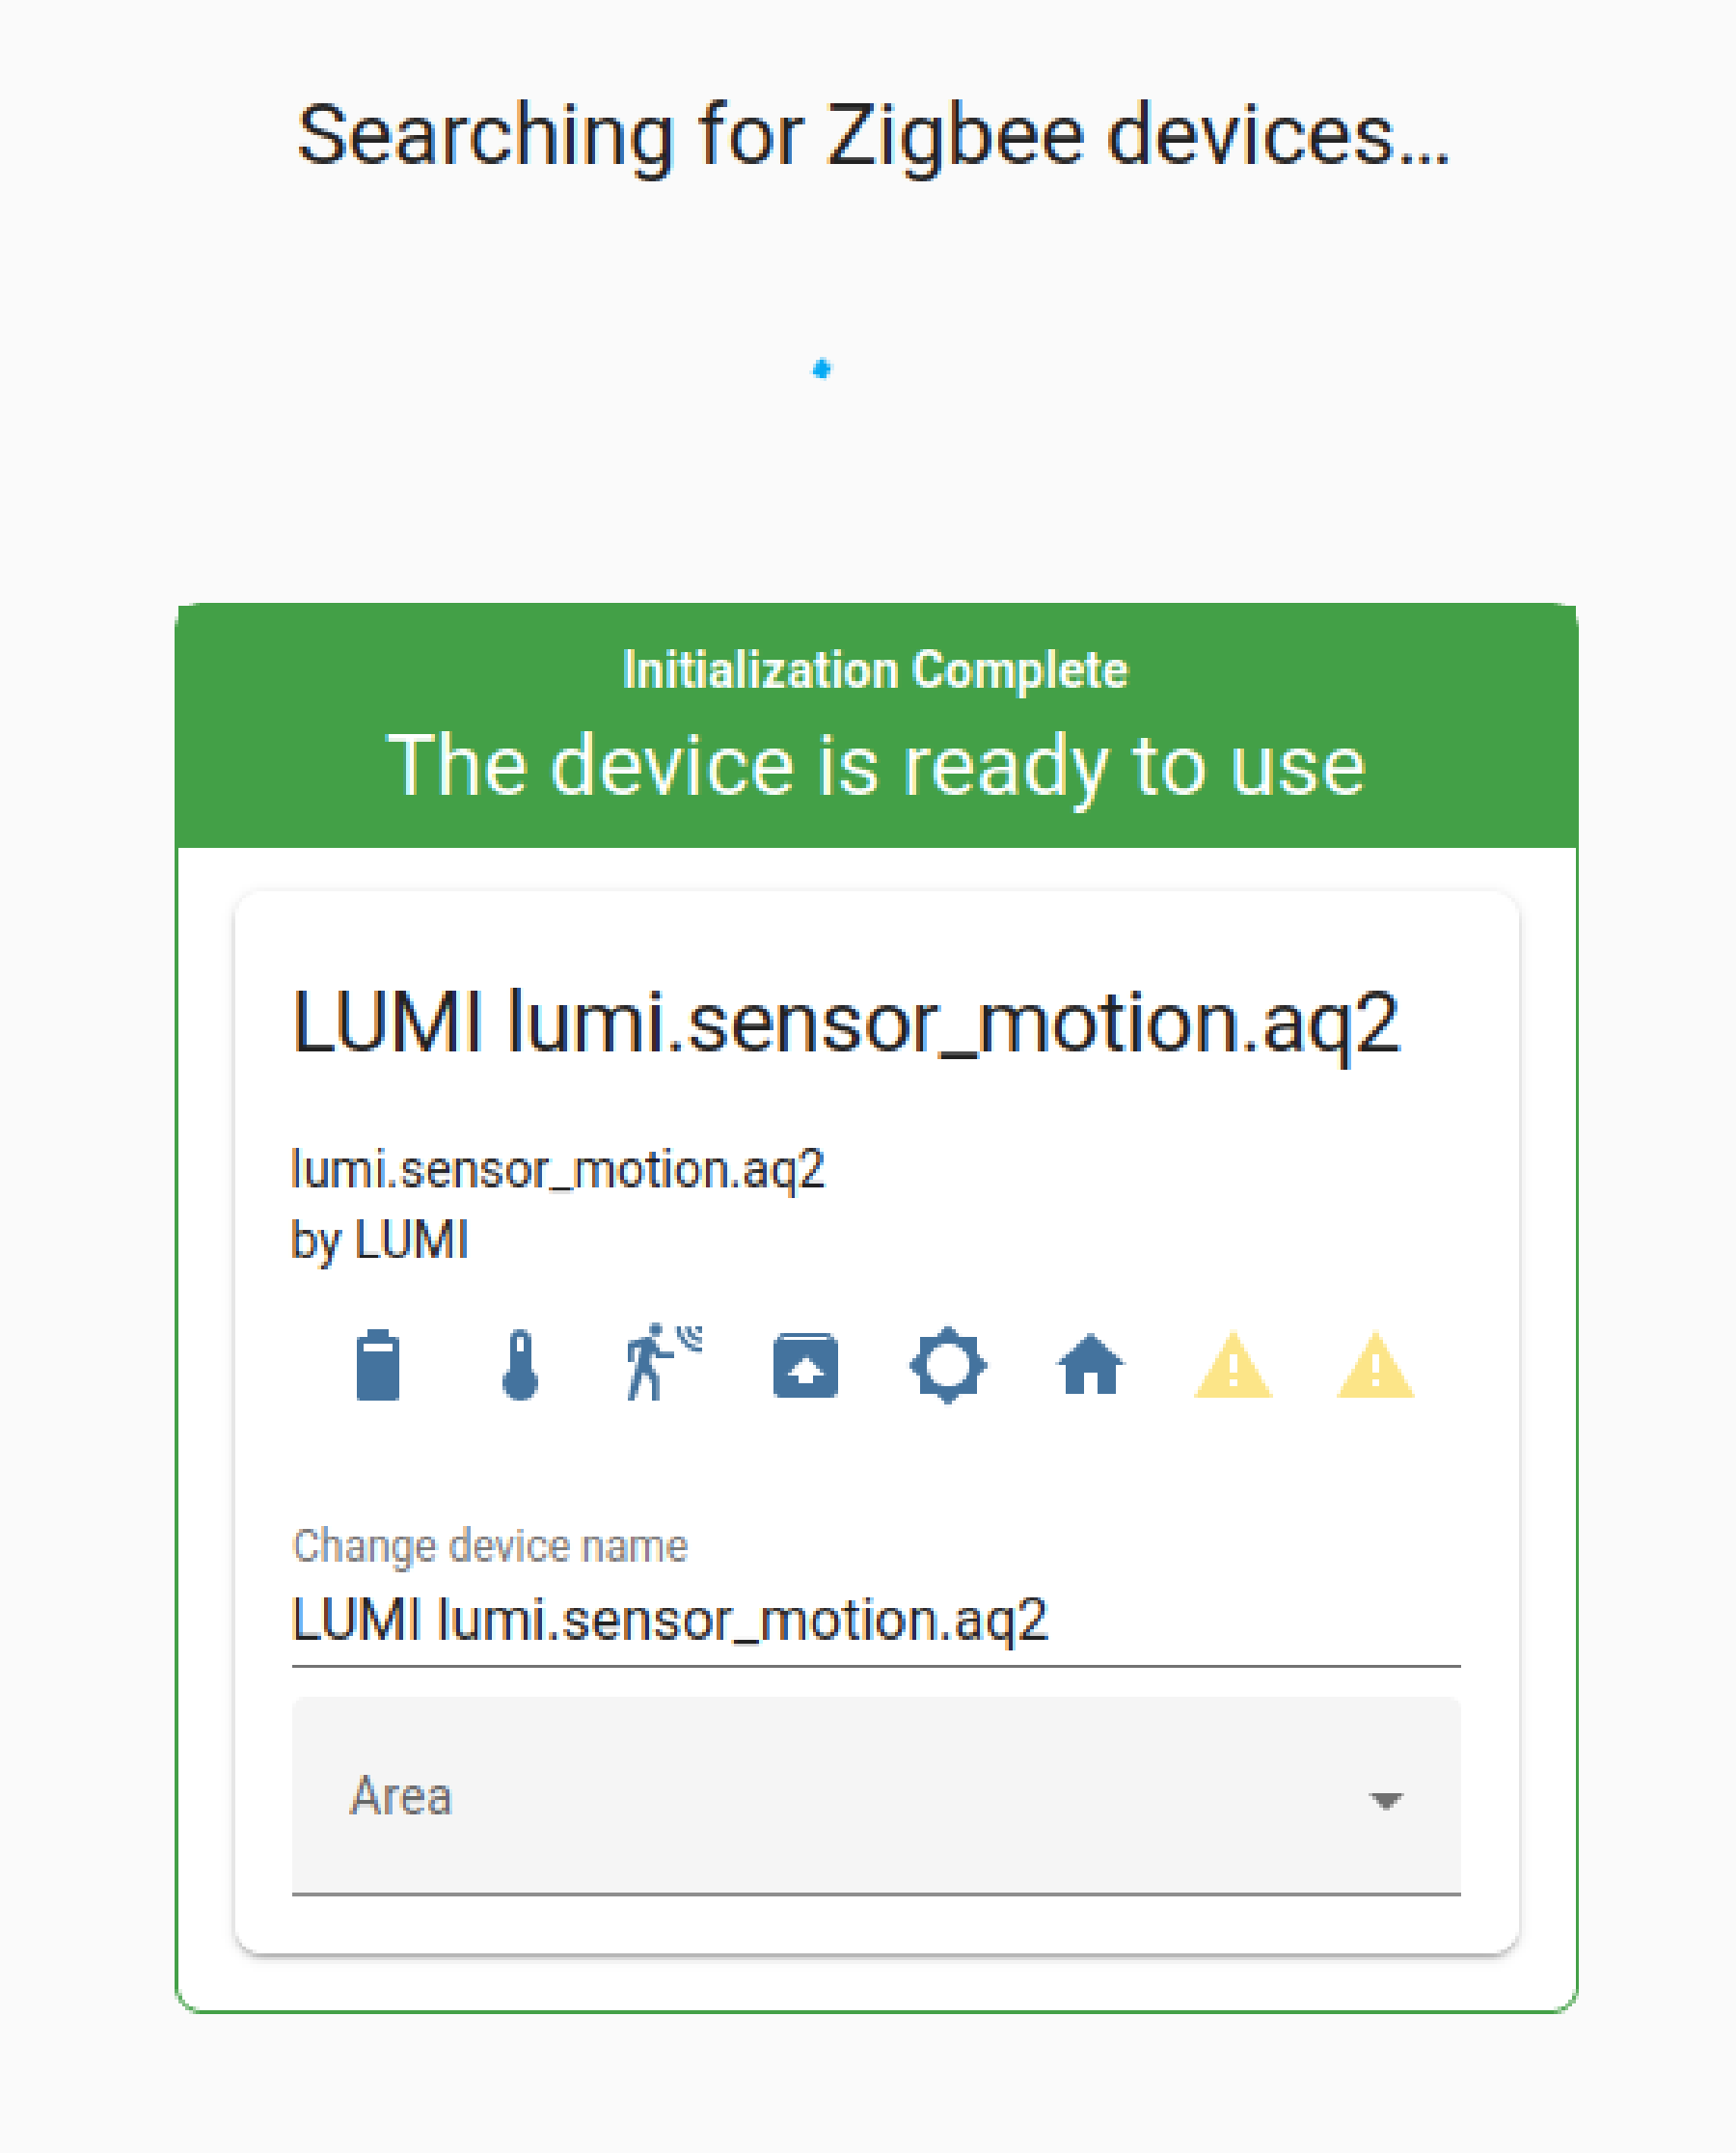 Searching for Zigbee devices…
Initialization Complete
The device is ready to use
LUMI lumi.sensor_motion.aq2
lumi.sensor_motion.aq2
by LUMI
Change device name
LUMI lumi.sensor_motion.aq2
Area